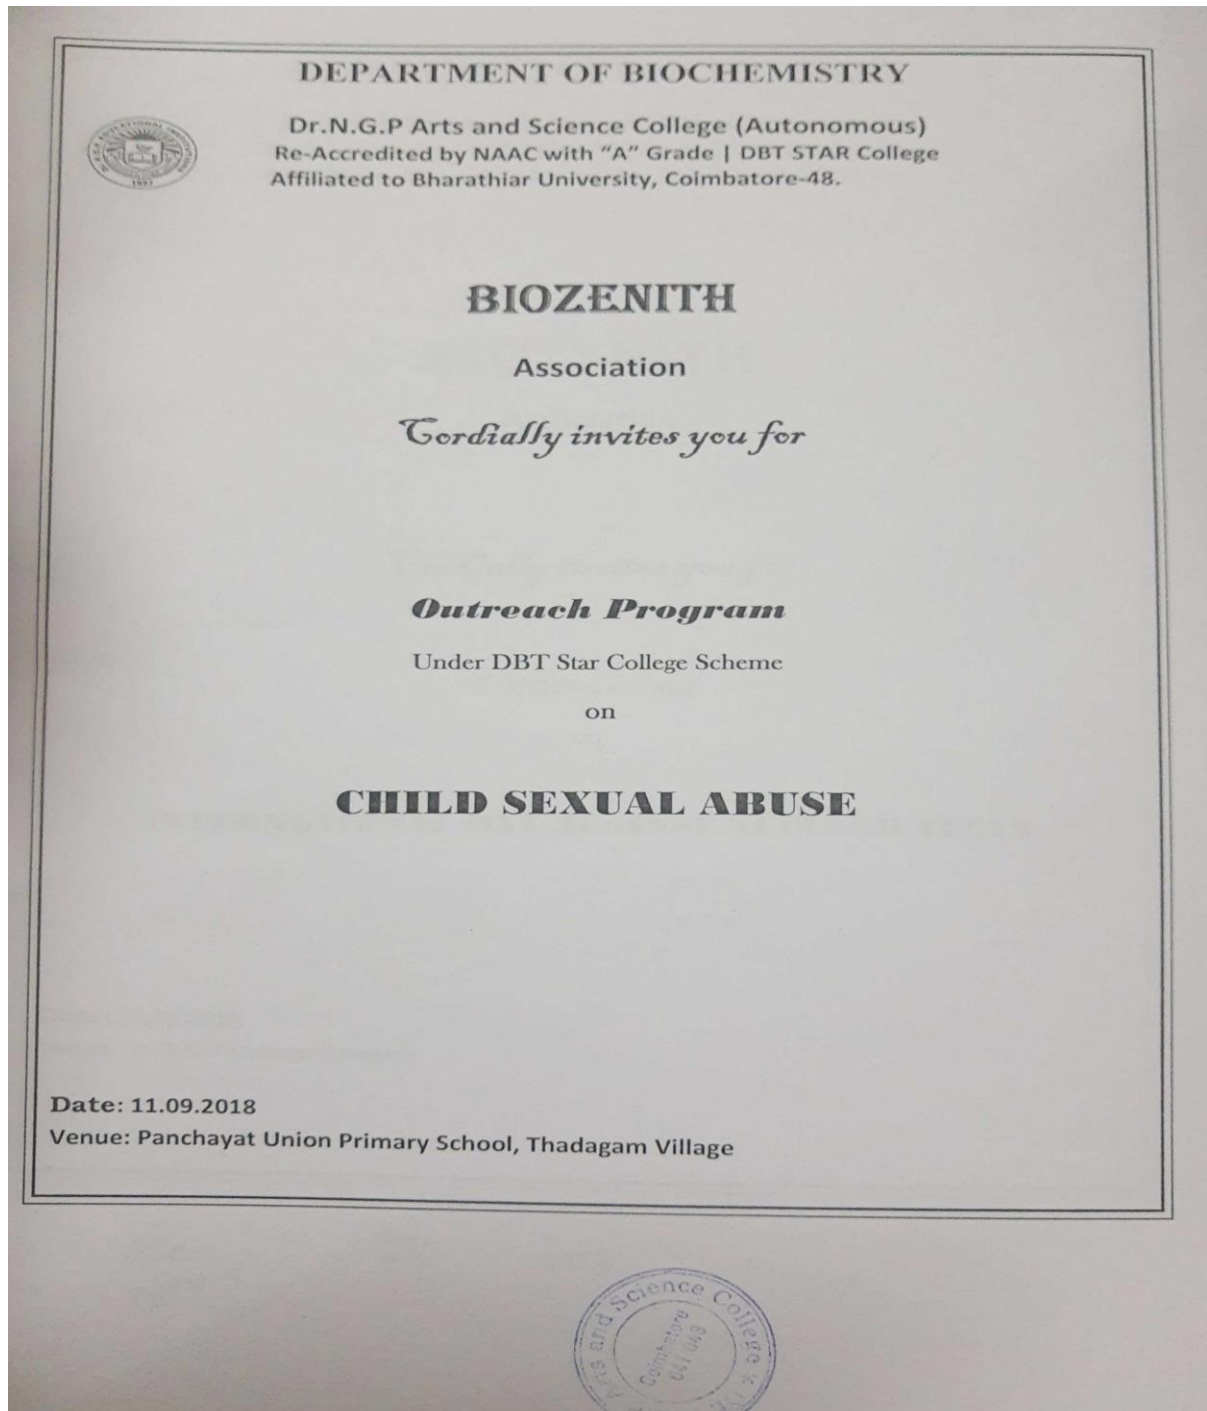 DEPARTMENT OF BIOCHEMISTRY
Dr.N.G.P Arts and Science College (Autonomous)
Re-Accredited by NAAC with “A” Grade | DBT STAR College
Affiliated to Bharathiar University, Coimbatore-48.
1997
BIOZENITH
Association
Cordially invites you for
Outreach Program
Under DBT Star College Scheme
on
CHILD SEXUAL ABUSE
Date: 11.09.2018
Venue: Panchayat Union Primary School, Thadagam Village
Arts and Science College
Coimbatore
641 048